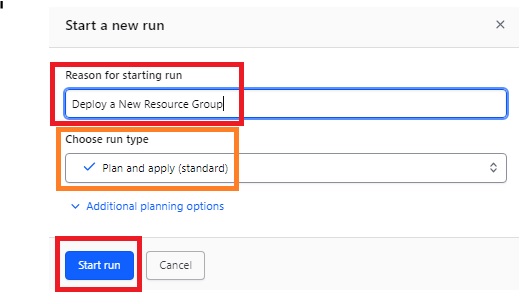 Start a new run
Reason for starting run
Deploy a New Resource Group
Choose run type
Plan and apply (standard)
Additional planning options
Start run Cancel